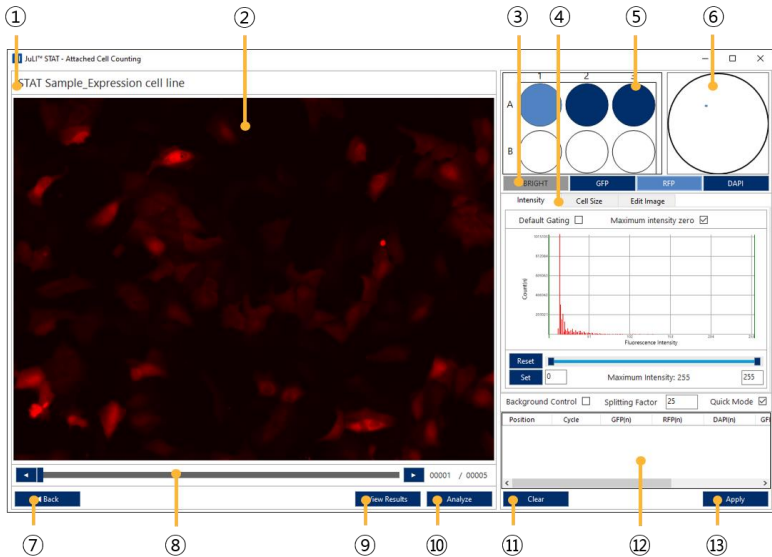 ① ② ③ ④ ⑤ ⑥
JuLI™ STAT - Attached Cell Counting
STAT Sample_Expression cell line
1 2 3
A
B
BRIGHT GFP RFP DAPI
Intensity Cell Size Edit Image
Default Gating Maximum intensity zero
Count(n)
Fluorescence Intensity
Reset
Set 0 Maximum Intensity: 255 255
Background Control Splitting Factor 25 Quick Mode
Position Cycle GFP(n) RFP(n) DAPI(n)
00001 / 00005
Back View Results Analyze Clear Apply
⑦ ⑧ ⑨ ⑩ ⑪ ⑫ ⑬